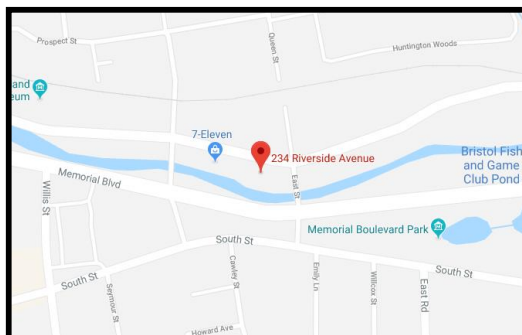 Prospect St
Queen St
Huntington Woods
and
eum
7-Eleven
234 Riverside Avenue
Bristol Fish
and Game
Club Pond
Memorial Blvd
Willis St
East St
Memorial Boulevard Park
South St
South St
South St
Seymour St
Cawley St
Emily Ln
Willcox St
East Rd
Howard Ave